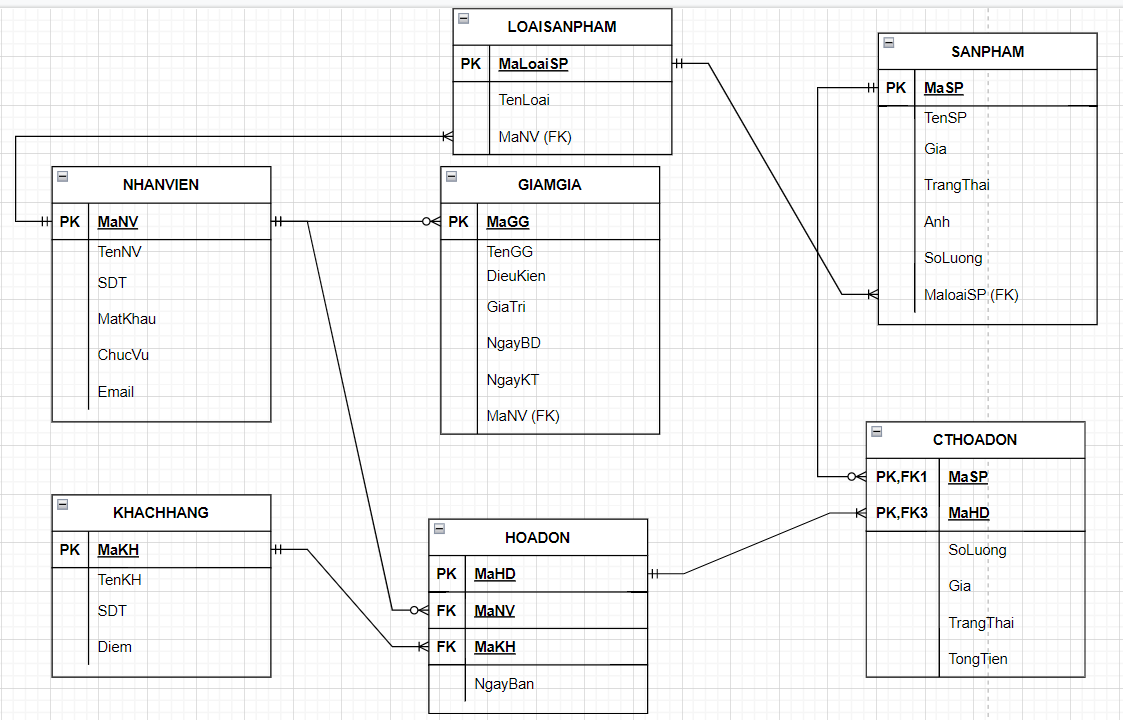 LOAISANPHAM
PK MaLoaiSP
TenLoai
MaNV (FK)
SANPHAM
PK MaSP
TenSP
Gia
TrangThai
Anh
SoLuong
MaloaiSP (FK)
NHANVIEN
PK MaNV
TenNV
SDT
MatKhau
ChucVu
Email
GIAMGIA
PK MaGG
TenGG
DieuKien
GiaTri
NgayBD
NgayKT
MaNV (FK)
KHACHHANG
PK MaKH
TenKH
SDT
Diem
HOADON
PK MaHD
FK MaNV
FK MaKH
NgayBan
CTHOADON
PK,FK1 MaSP
PK,FK3 MaHD
SoLuong
Gia
TrangThai
TongTien